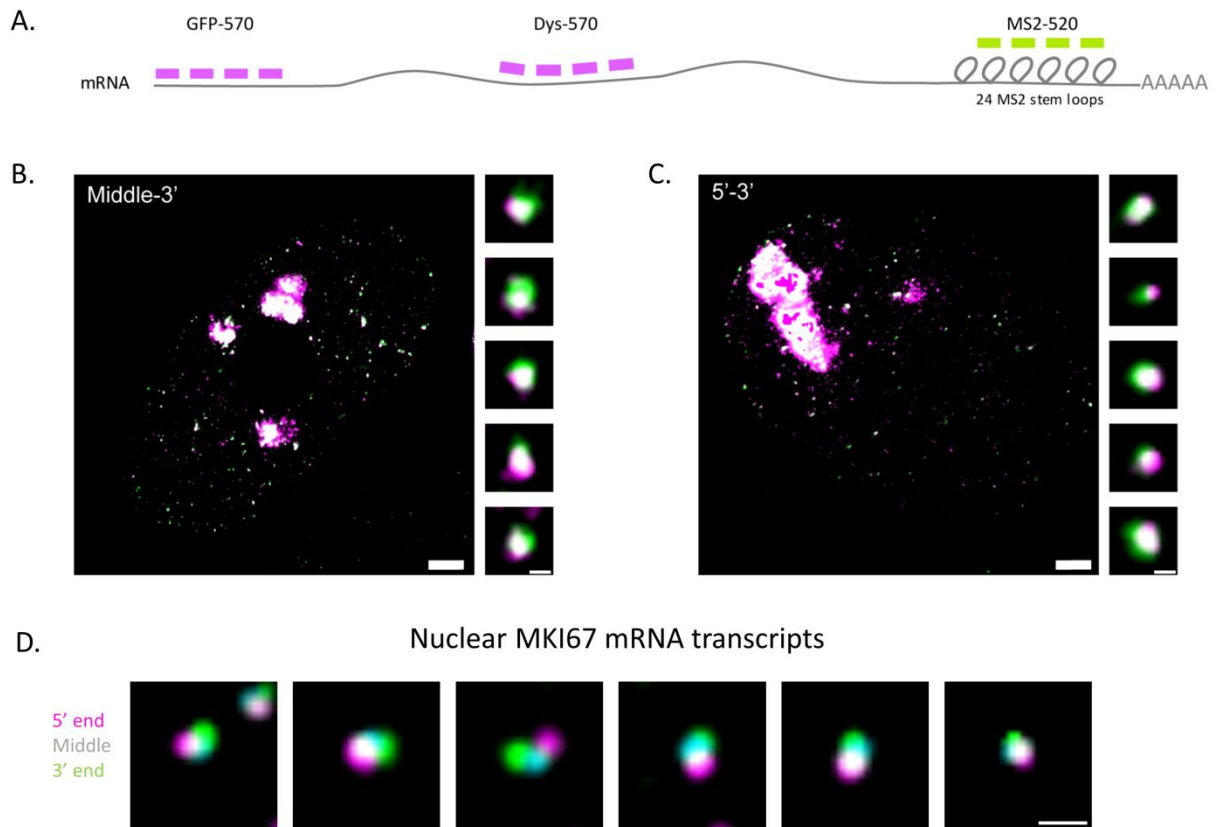 A.
GFP-570
Dys-570
MS2-520
mRNA
AAAAA
24 MS2 stem loops
B.
Middle-3'
C.
5'-3'
D.
Nuclear MKI67 mRNA transcripts
5' end
Middle
3' end